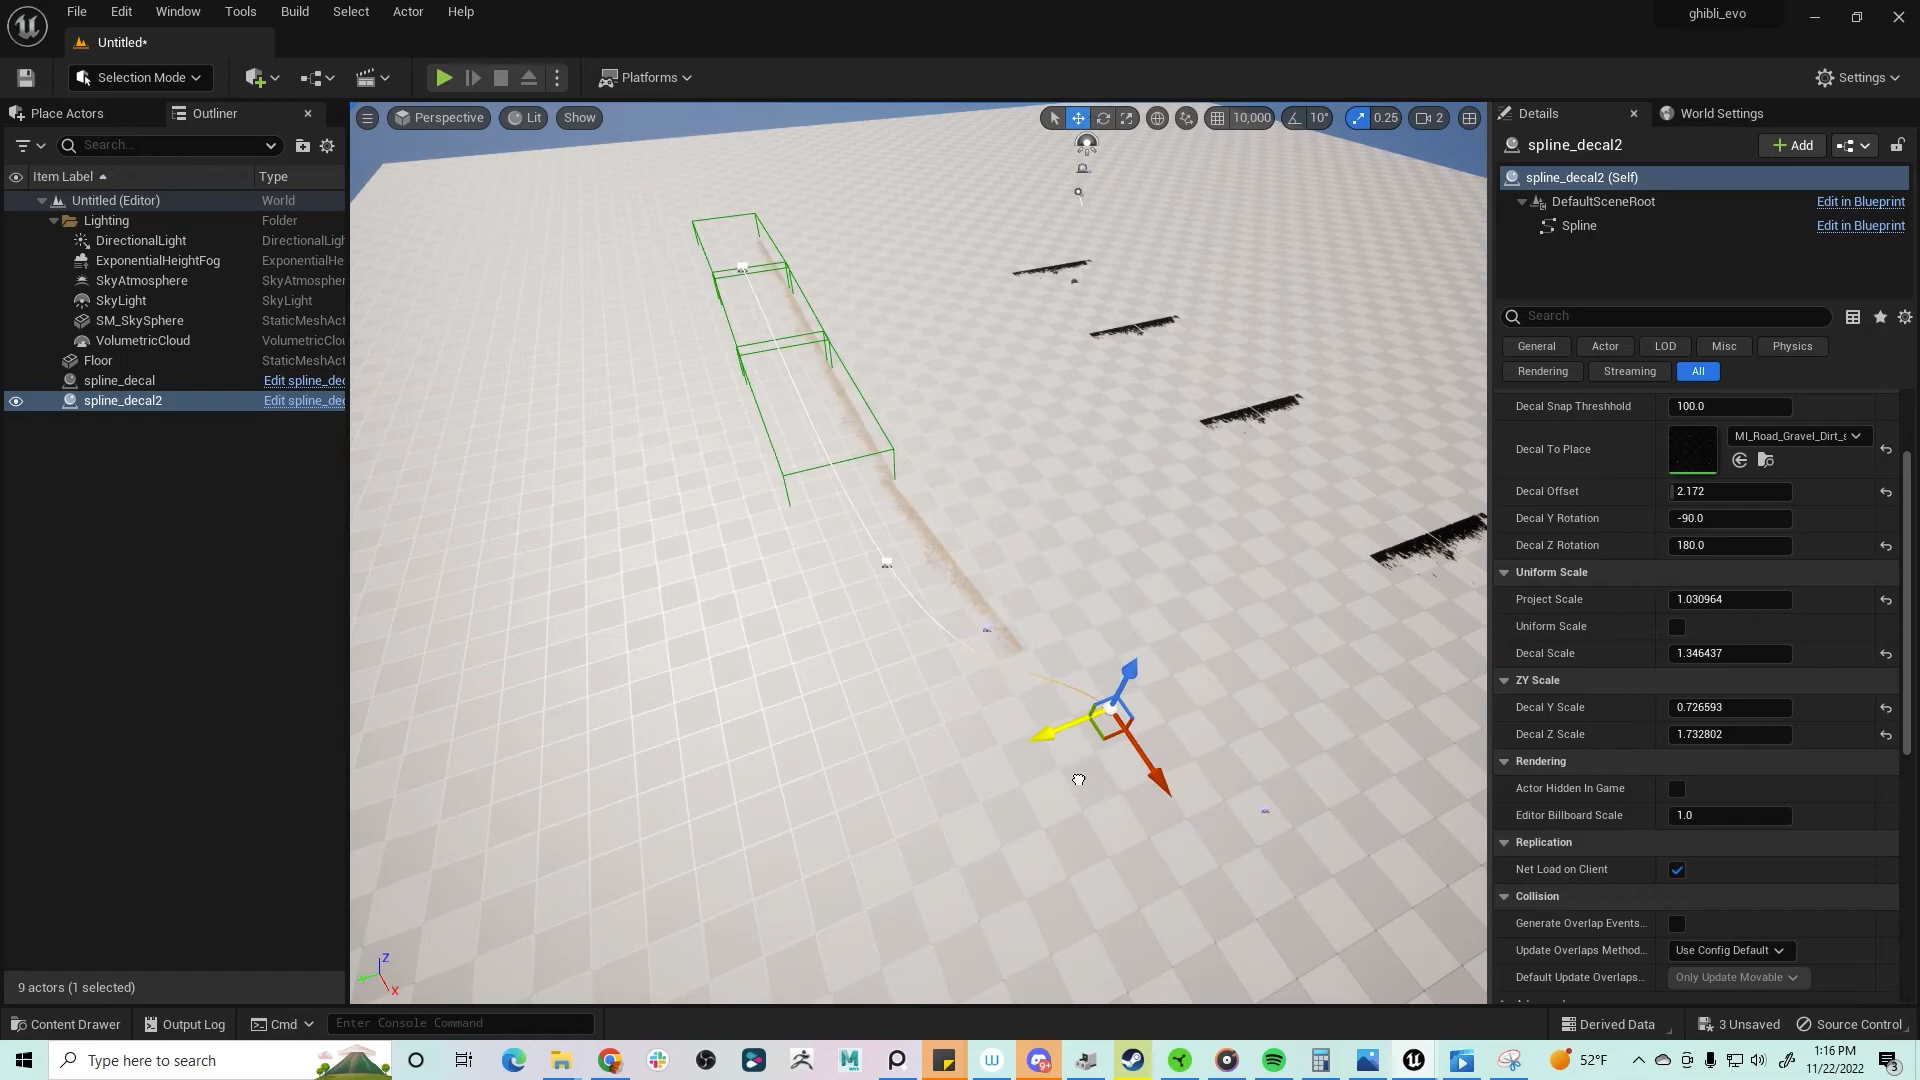 File Edit Window Tools Build Select Actor Help
ghibli_evo
Untitled*
Selection Mode
Platforms
Settings
Place Actors
Outliner
Search...
Item Label
Type
Untitled (Editor) World
Lighting Folder
DirectionalLight DirectionalLigh
ExponentialHeightFog ExponentialHe
SkyAtmosphere SkyAtmospher
SkyLight SkyLight
SM_SkySphere StaticMeshAct
VolumetricCloud VolumetricClou
Floor StaticMeshAct
spline_decal Edit spline_dec
spline_decal2 Edit spline_dec
9 actors (1 selected)
Perspective Lit Show
10,000 10° 0.25 2
Z
X
Details
World Settings
spline_decal2
Add
spline_decal2 (Self)
DefaultSceneRoot Edit in Blueprint
Spline Edit in Blueprint
Search
General Actor LOD Misc Physics
Rendering Streaming All
Decal Snap Threshhold 100.0
Decal To Place MI_Road_Gravel_Dirt_s
Decal Offset 2.172
Decal Y Rotation -90.0
Decal Z Rotation 180.0
Uniform Scale
Project Scale 1.030964
Uniform Scale
Decal Scale 1.346437
ZY Scale
Decal Y Scale 0.726593
Decal Z Scale 1.732802
Rendering
Actor Hidden In Game
Editor Billboard Scale 1.0
Replication
Net Load on Client
Collision
Generate Overlap Events...
Update Overlaps Method... Use Config Default
Default Update Overlaps... Only Update Movable
Content Drawer Output Log Cmd Enter Console Command
Derived Data 3 Unsaved Source Control
Type here to search
52°F
1:16 PM
11/22/2022
3